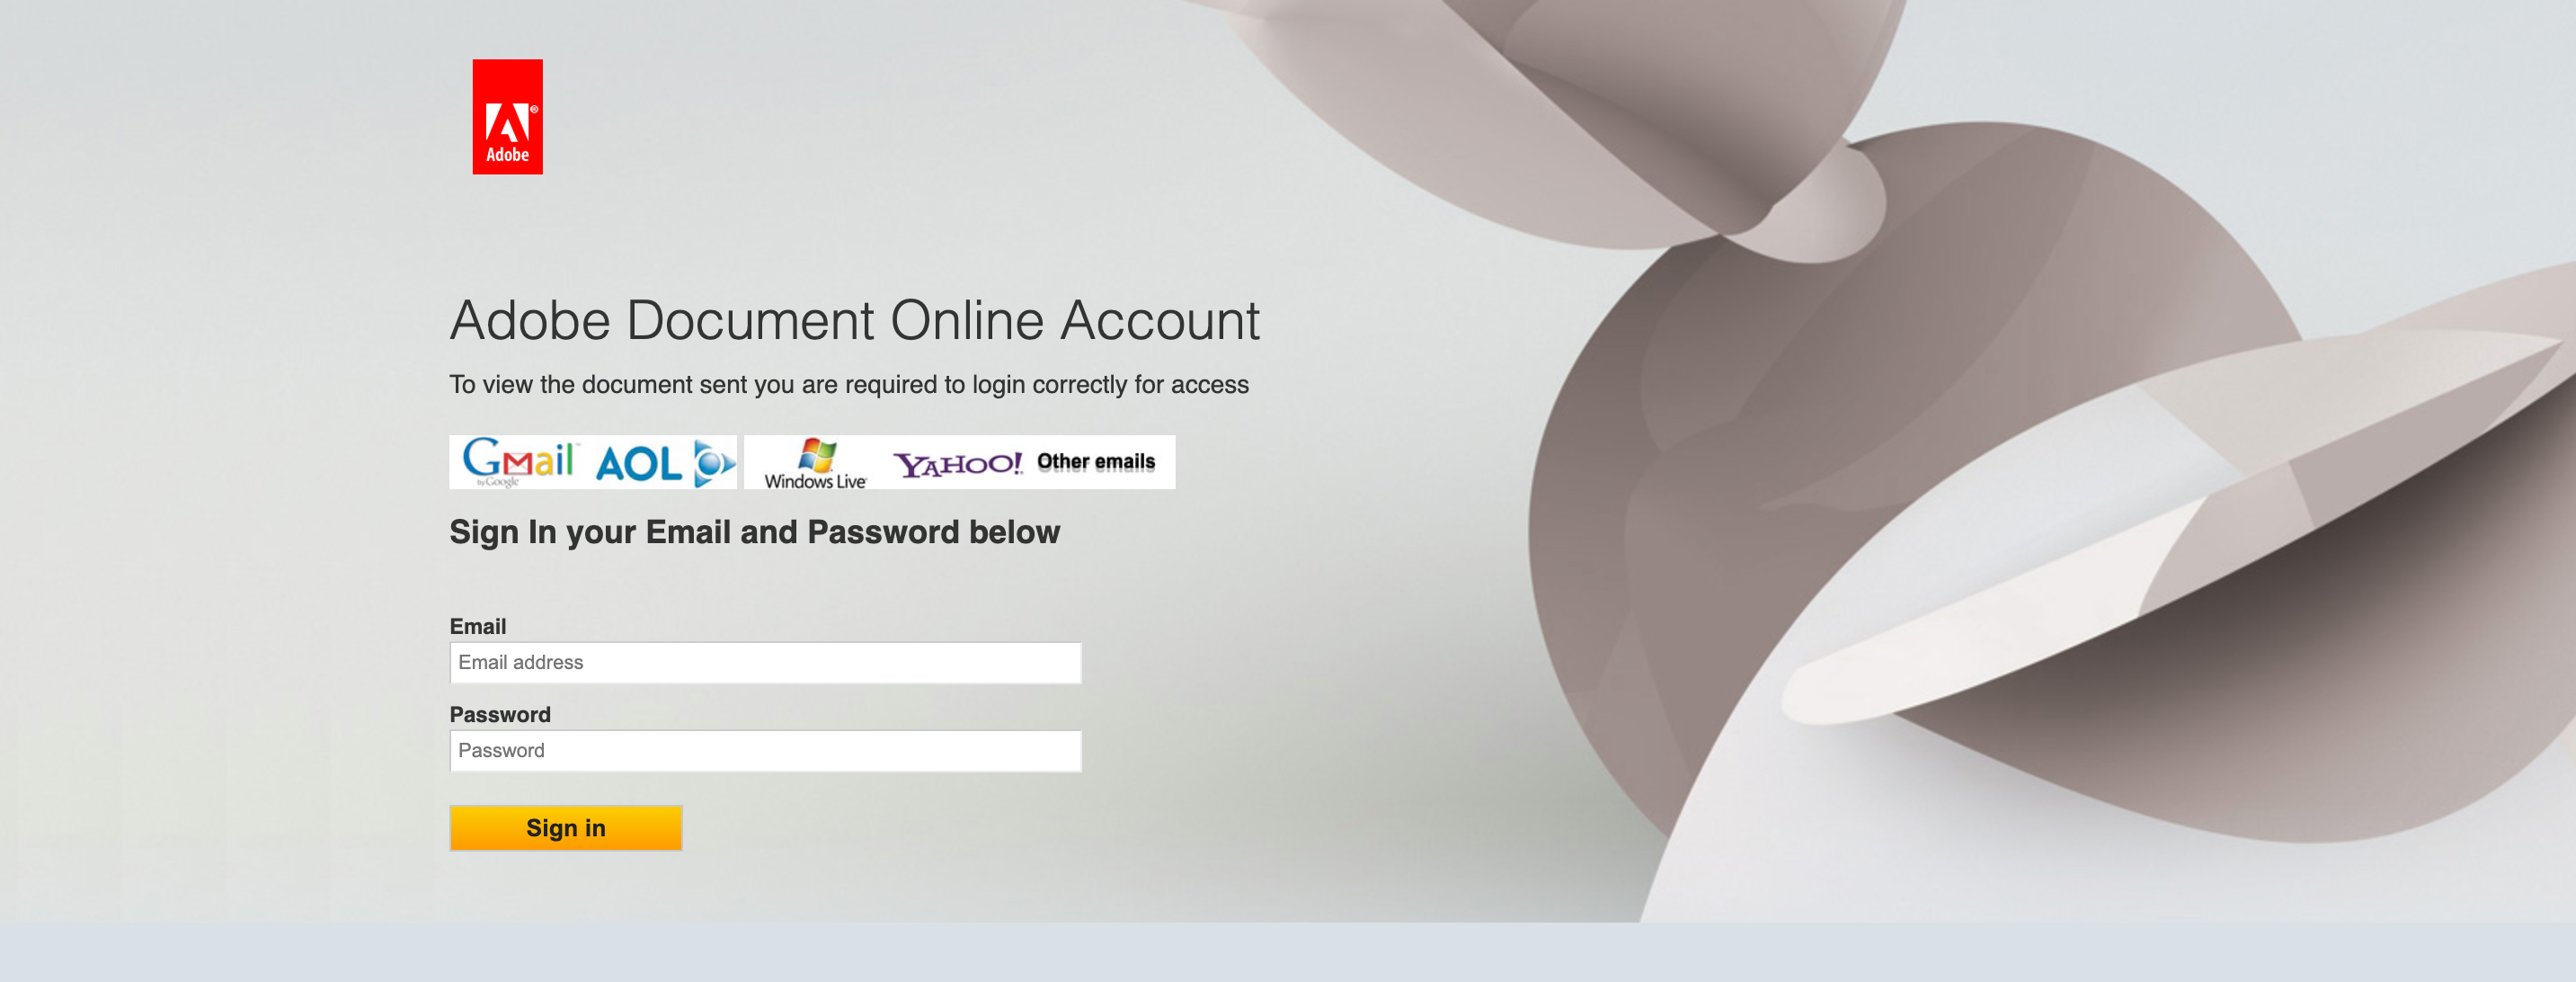 Adobe
Adobe Document Online Account
To view the document sent you are required to login correctly for access
Gmail by Google AOL Windows Live YAHOO! Other emails
Sign In your Email and Password below
Email
Email address
Password
Password
Sign in